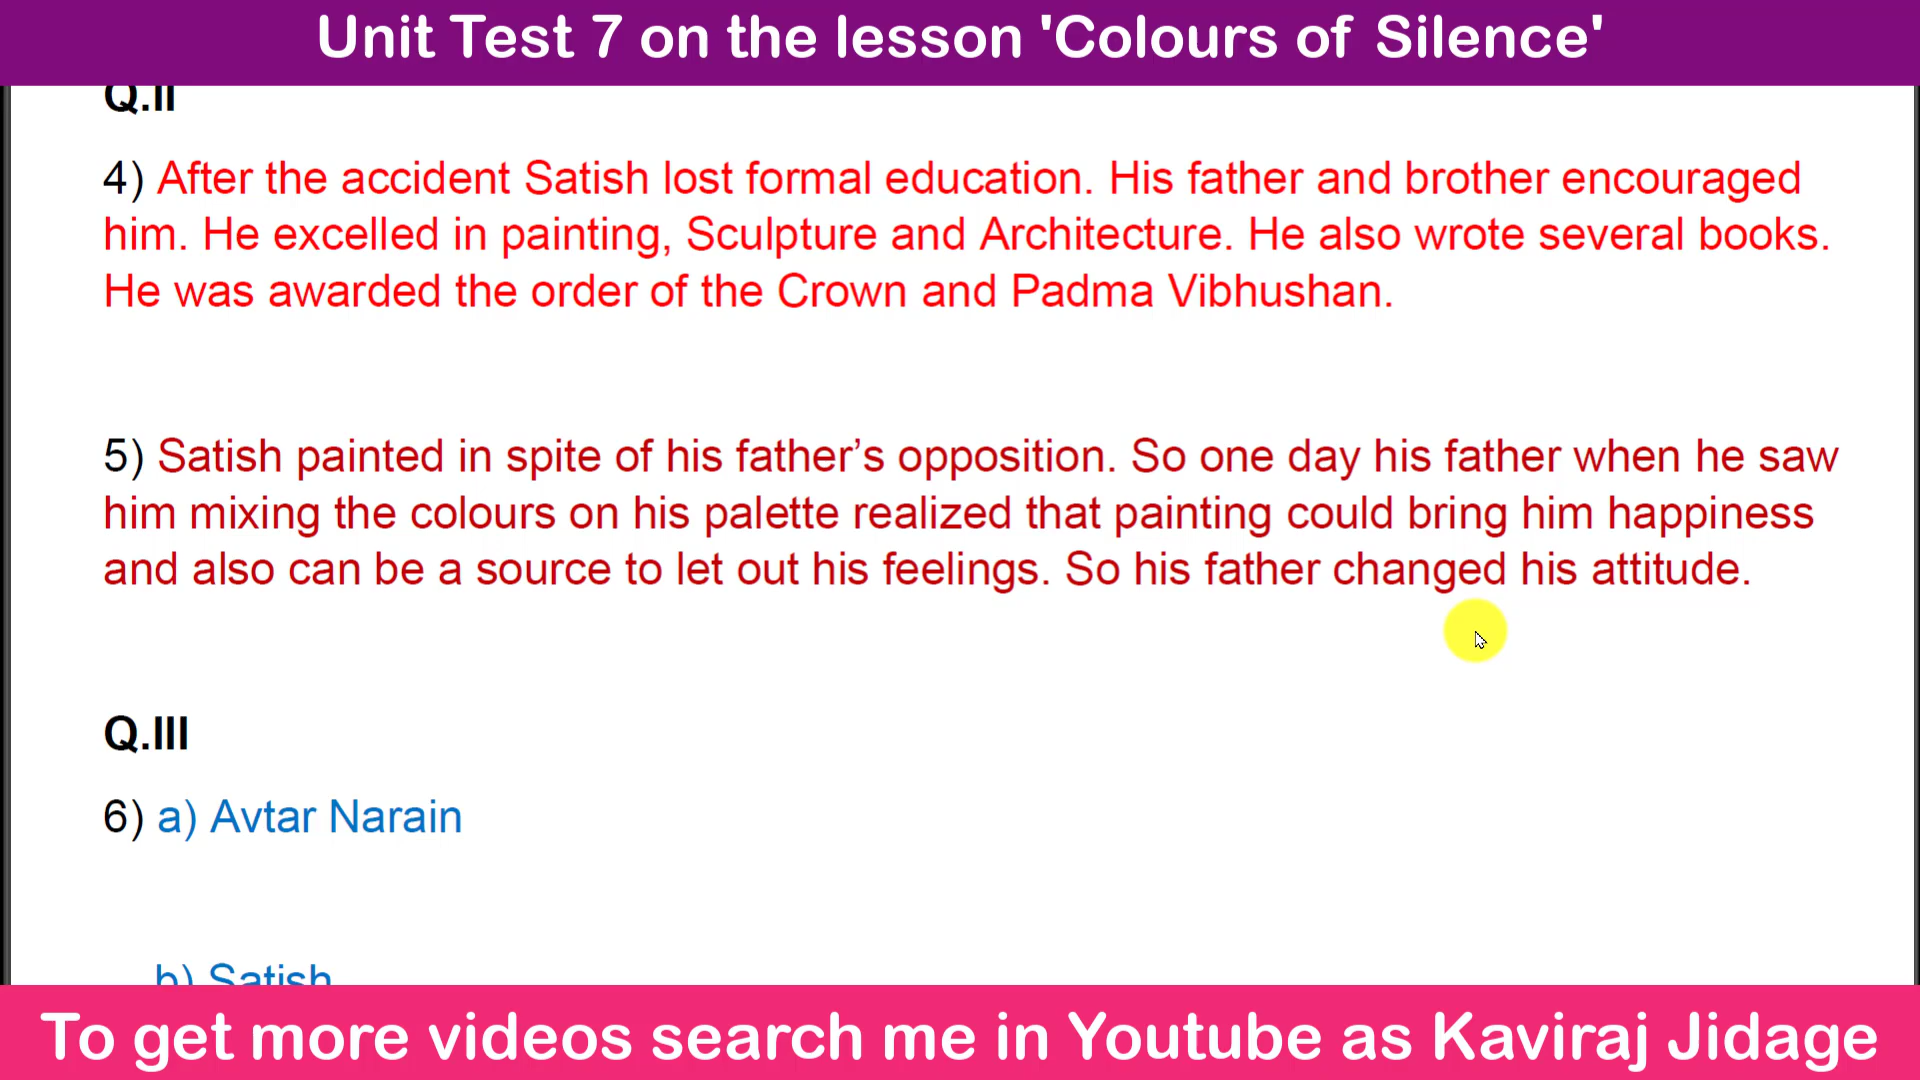 Unit Test 7 on the lesson 'Colours of Silence'
Q.II
4) After the accident Satish lost formal education. His father and brother encouraged
him. He excelled in painting, Sculpture and Architecture. He also wrote several books.
He was awarded the order of the Crown and Padma Vibhushan.
5) Satish painted in spite of his father’s opposition. So one day his father when he saw
him mixing the colours on his palette realized that painting could bring him happiness
and also can be a source to let out his feelings. So his father changed his attitude.
Q.III
6) a) Avtar Narain
b) Satish
To get more videos search me in Youtube as Kaviraj Jidage